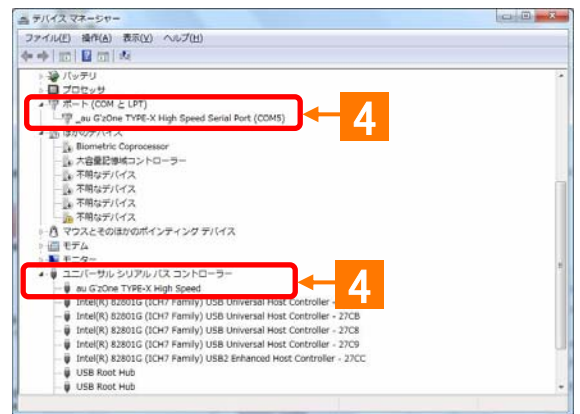 デバイス マネージャー
ファイル(F) 操作(A) 表示(V) ヘルプ(H)
バッテリ
プロセッサ
ポート (COM と LPT)
_au G'zOne TYPE-X High Speed Serial Port (COM5)
4
ほかのデバイス
Biometric Coprocessor
大容量記憶域コントローラー
不明なデバイス
不明なデバイス
不明なデバイス
不明なデバイス
マウスとそのほかのポインティング デバイス
モデム
モニター
ユニバーサル シリアル バス コントローラー
au G'zOne TYPE-X High Speed
4
Intel(R) 82801G (ICH7 Family) USB Universal Host Controller -
Intel(R) 82801G (ICH7 Family) USB Universal Host Controller - 27CB
Intel(R) 82801G (ICH7 Family) USB Universal Host Controller - 27C8
Intel(R) 82801G (ICH7 Family) USB Universal Host Controller - 27C9
Intel(R) 82801G (ICH7 Family) USB2 Enhanced Host Controller - 27CC
USB Root Hub
USB Root Hub